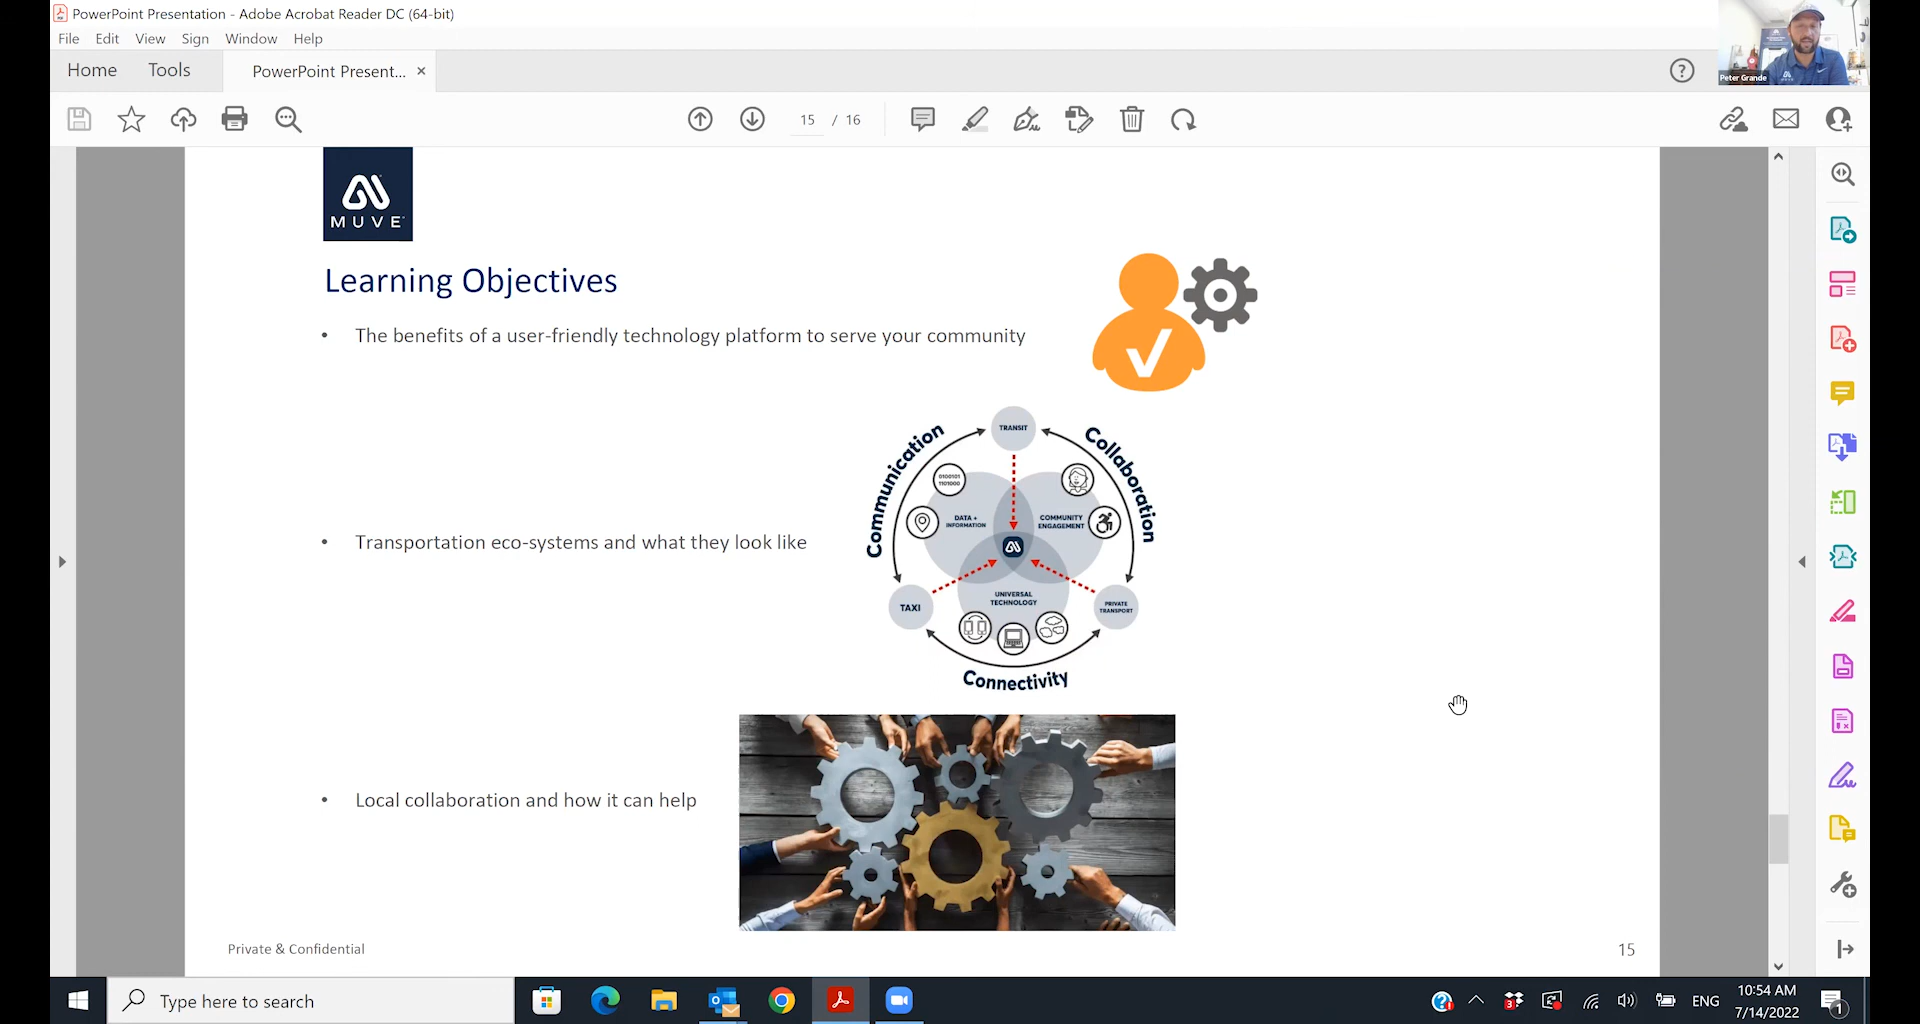 PowerPoint Presentation - Adobe Acrobat Reader DC (64-bit)
File Edit View Sign Window Help
Home Tools PowerPoint Present... ×
Peter Grande
15 / 16
MUVE
Learning Objectives
• The benefits of a user-friendly technology platform to serve your community
Communication
Collaboration
TRANSIT
0100101
1101000
DATA +
INFORMATION
COMMUNITY
ENGAGEMENT
• Transportation eco-systems and what they look like
UNIVERSAL
TECHNOLOGY
TAXI
PRIVATE
TRANSPORT
Connectivity
• Local collaboration and how it can help
Private & Confidential
15
Type here to search
ENG
10:54 AM
7/14/2022
3
1